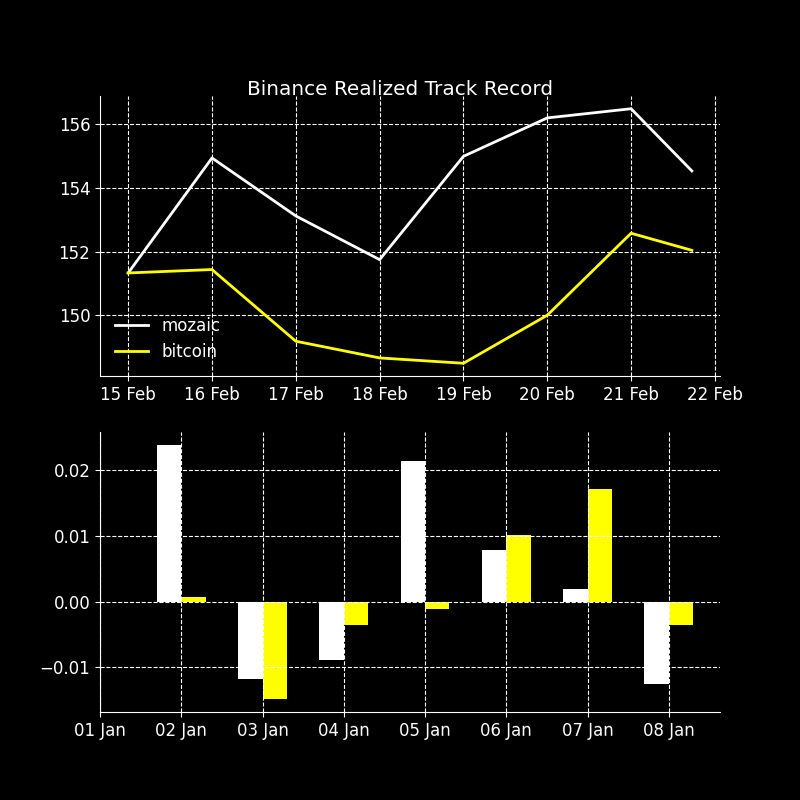 Binance Realized Track Record
156
154
152
150
mozaic
bitcoin
15 Feb 16 Feb 17 Feb 18 Feb 19 Feb 20 Feb 21 Feb 22 Feb
0.02
0.01
0.00
−0.01
01 Jan 02 Jan 03 Jan 04 Jan 05 Jan 06 Jan 07 Jan 08 Jan